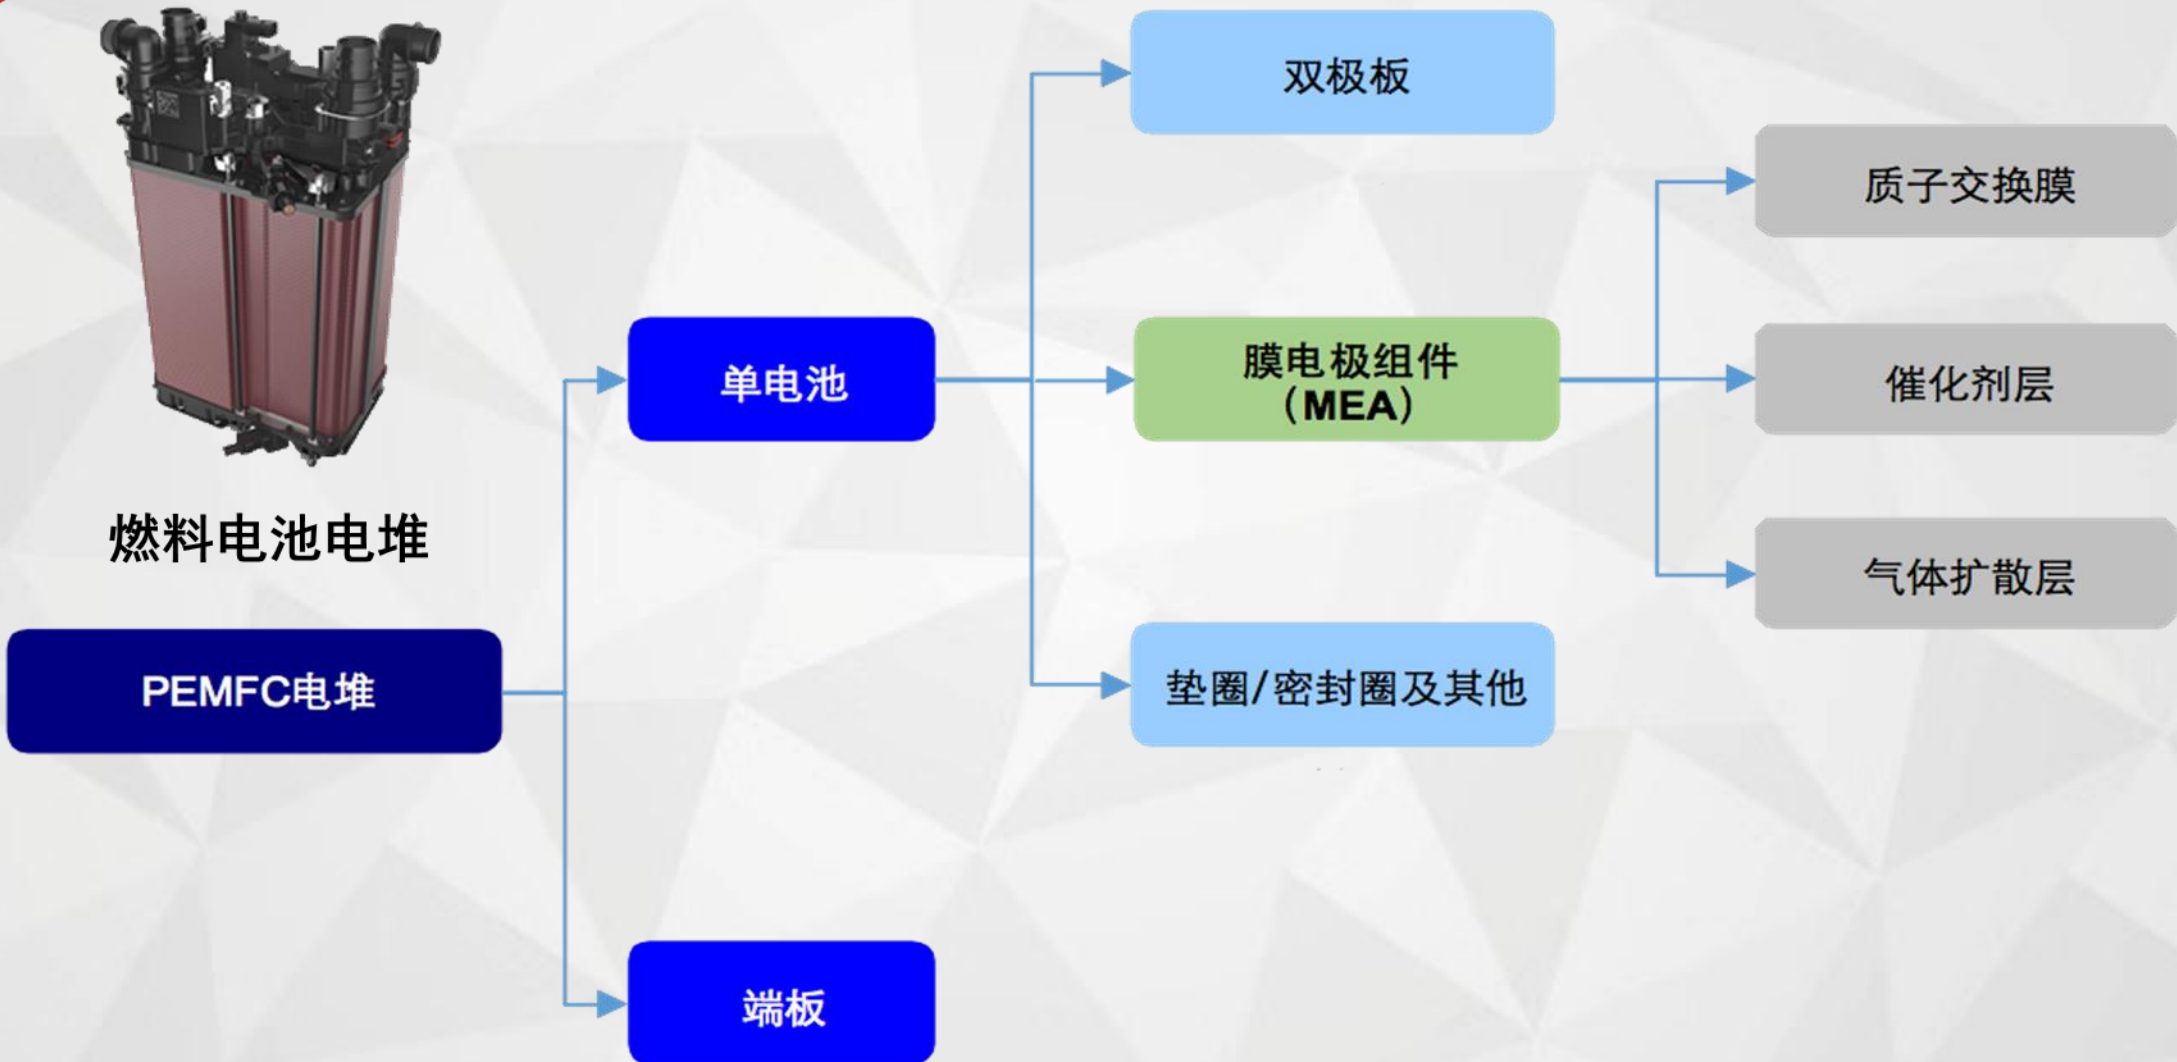 燃料电池电堆
PEMFC电堆
单电池
端板
双极板
膜电极组件
（MEA）
垫圈/密封圈及其他
质子交换膜
催化剂层
气体扩散层